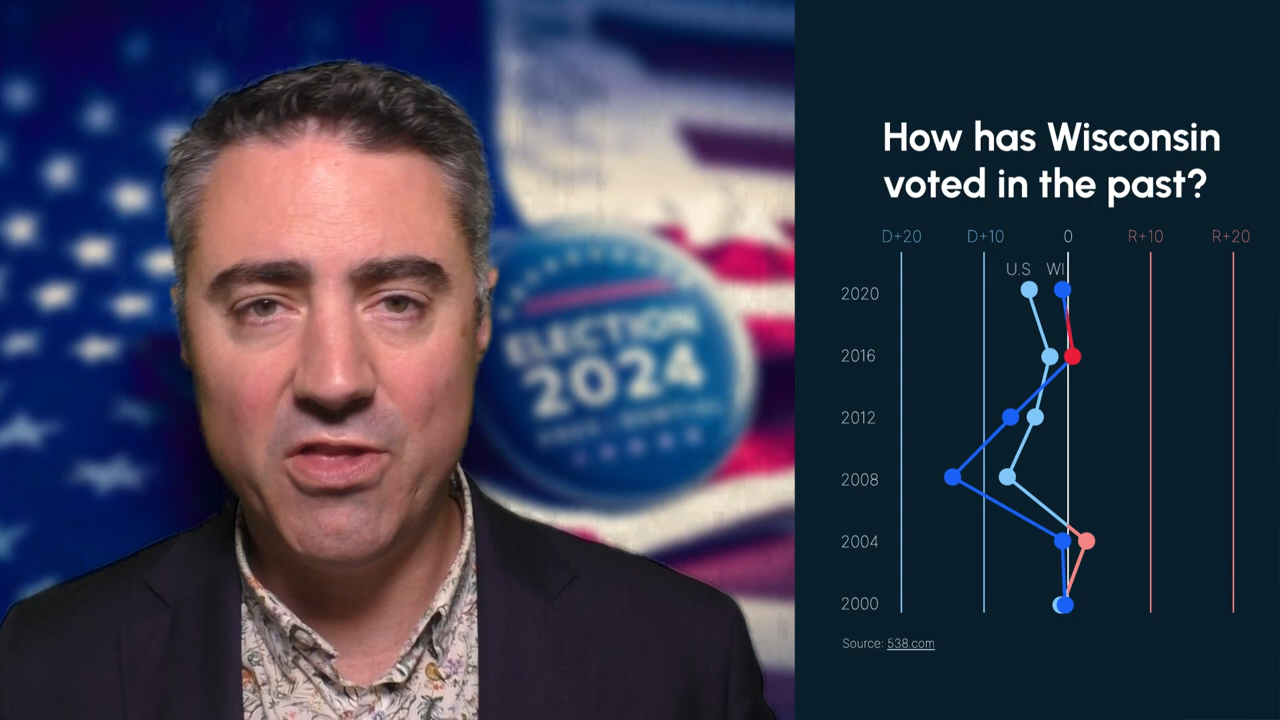 ELECTION
2024
How has Wisconsin
voted in the past?
D+20 D+10 0 R+10 R+20
U.S WI
2020
2016
2012
2008
2004
2000
Source: 538.com